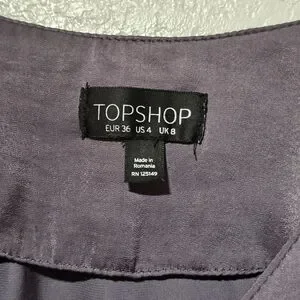 TOPSHOP
EUR 36 US 4 UK 8
Made in
Romania
RN 125149